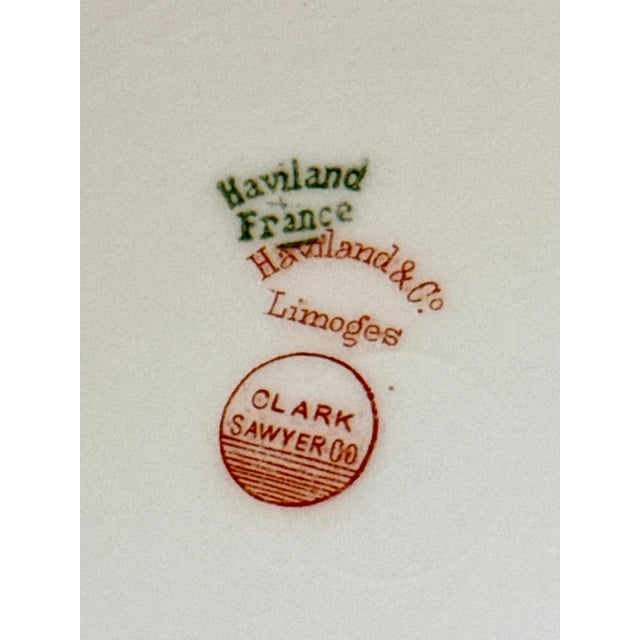 Haviland
France
Haviland & Co.
Limoges
CLARK
SAWYER CO